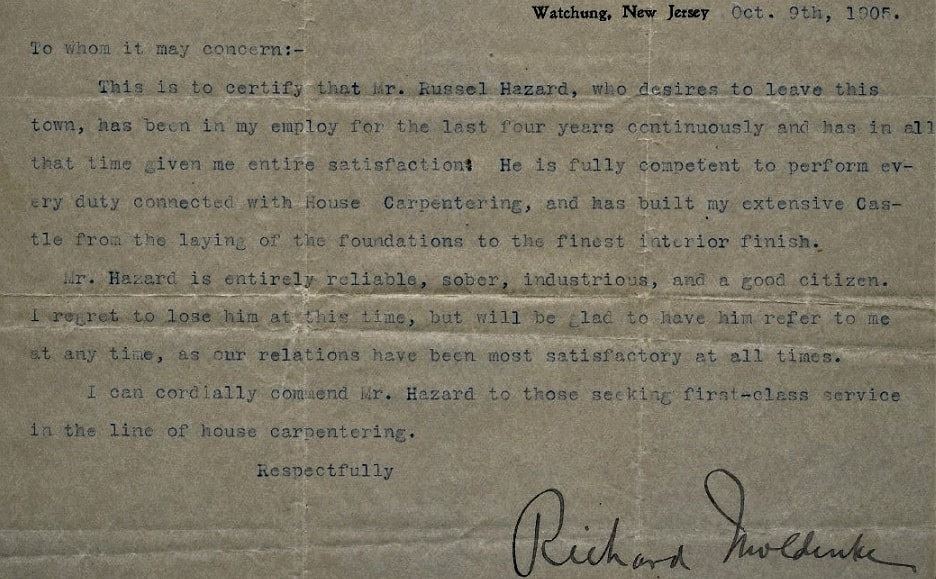 Watchung, New Jersey Oct. 9th, 1905.
To whom it may concern:-
This is to certify that Mr. Russel Hazard, who desires to leave this
town, has been in my employ for the last four years continuously and has in all
that time given me entire satisfaction. He is fully competent to perform ev-
ery duty connected with House Carpentering, and has built my extensive Cas-
tle from the laying of the foundations to the finest interior finish.
Mr. Hazard is entirely reliable, sober, industrious, and a good citizen.
I regret to lose him at this time, but will be glad to have him refer to me
at any time, as our relations have been most satisfactory at all times.
I can cordially commend Mr. Hazard to those seeking first-class service
in the line of house carpentering.
Respectfully
Richard Moldenke